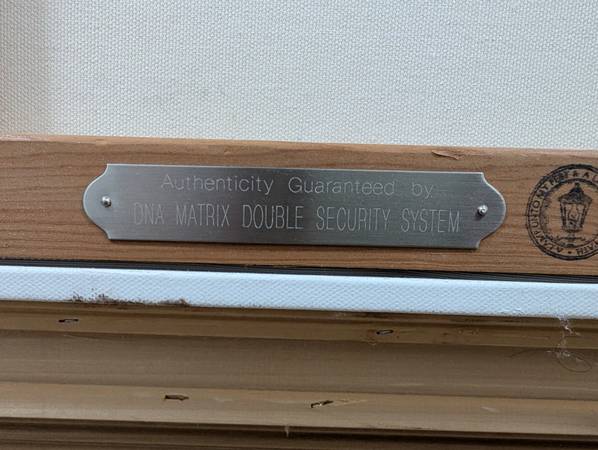 Authenticity Guaranteed by
DNA MATRIX DOUBLE SECURITY SYSTEM